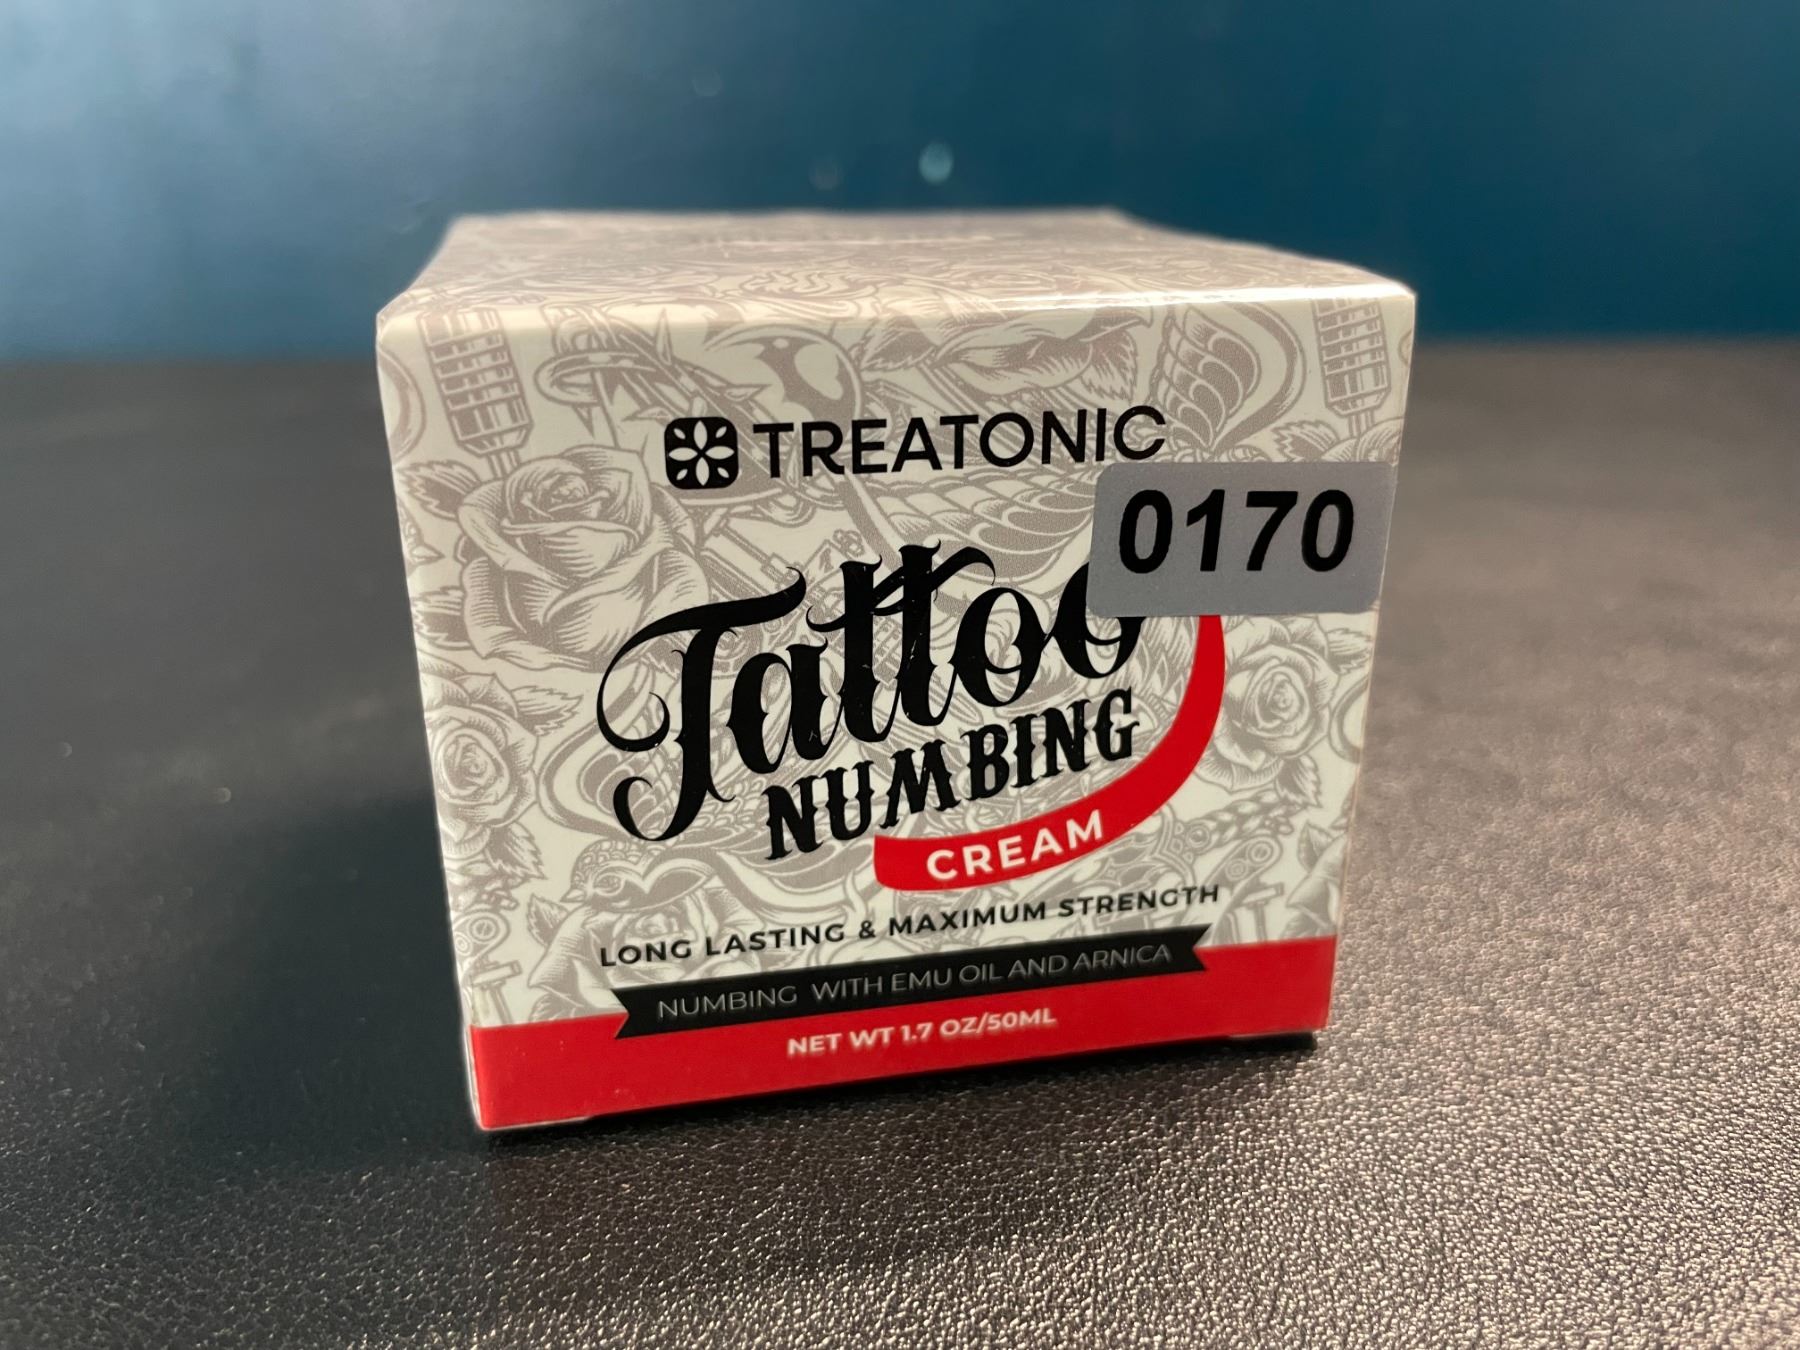 TREATONIC
0170
Tattoo
NUMBING
CREAM
LONG LASTING & MAXIMUM STRENGTH
NUMBING WITH EMU OIL AND ARNICA
NET WT 1.7 OZ/50ML